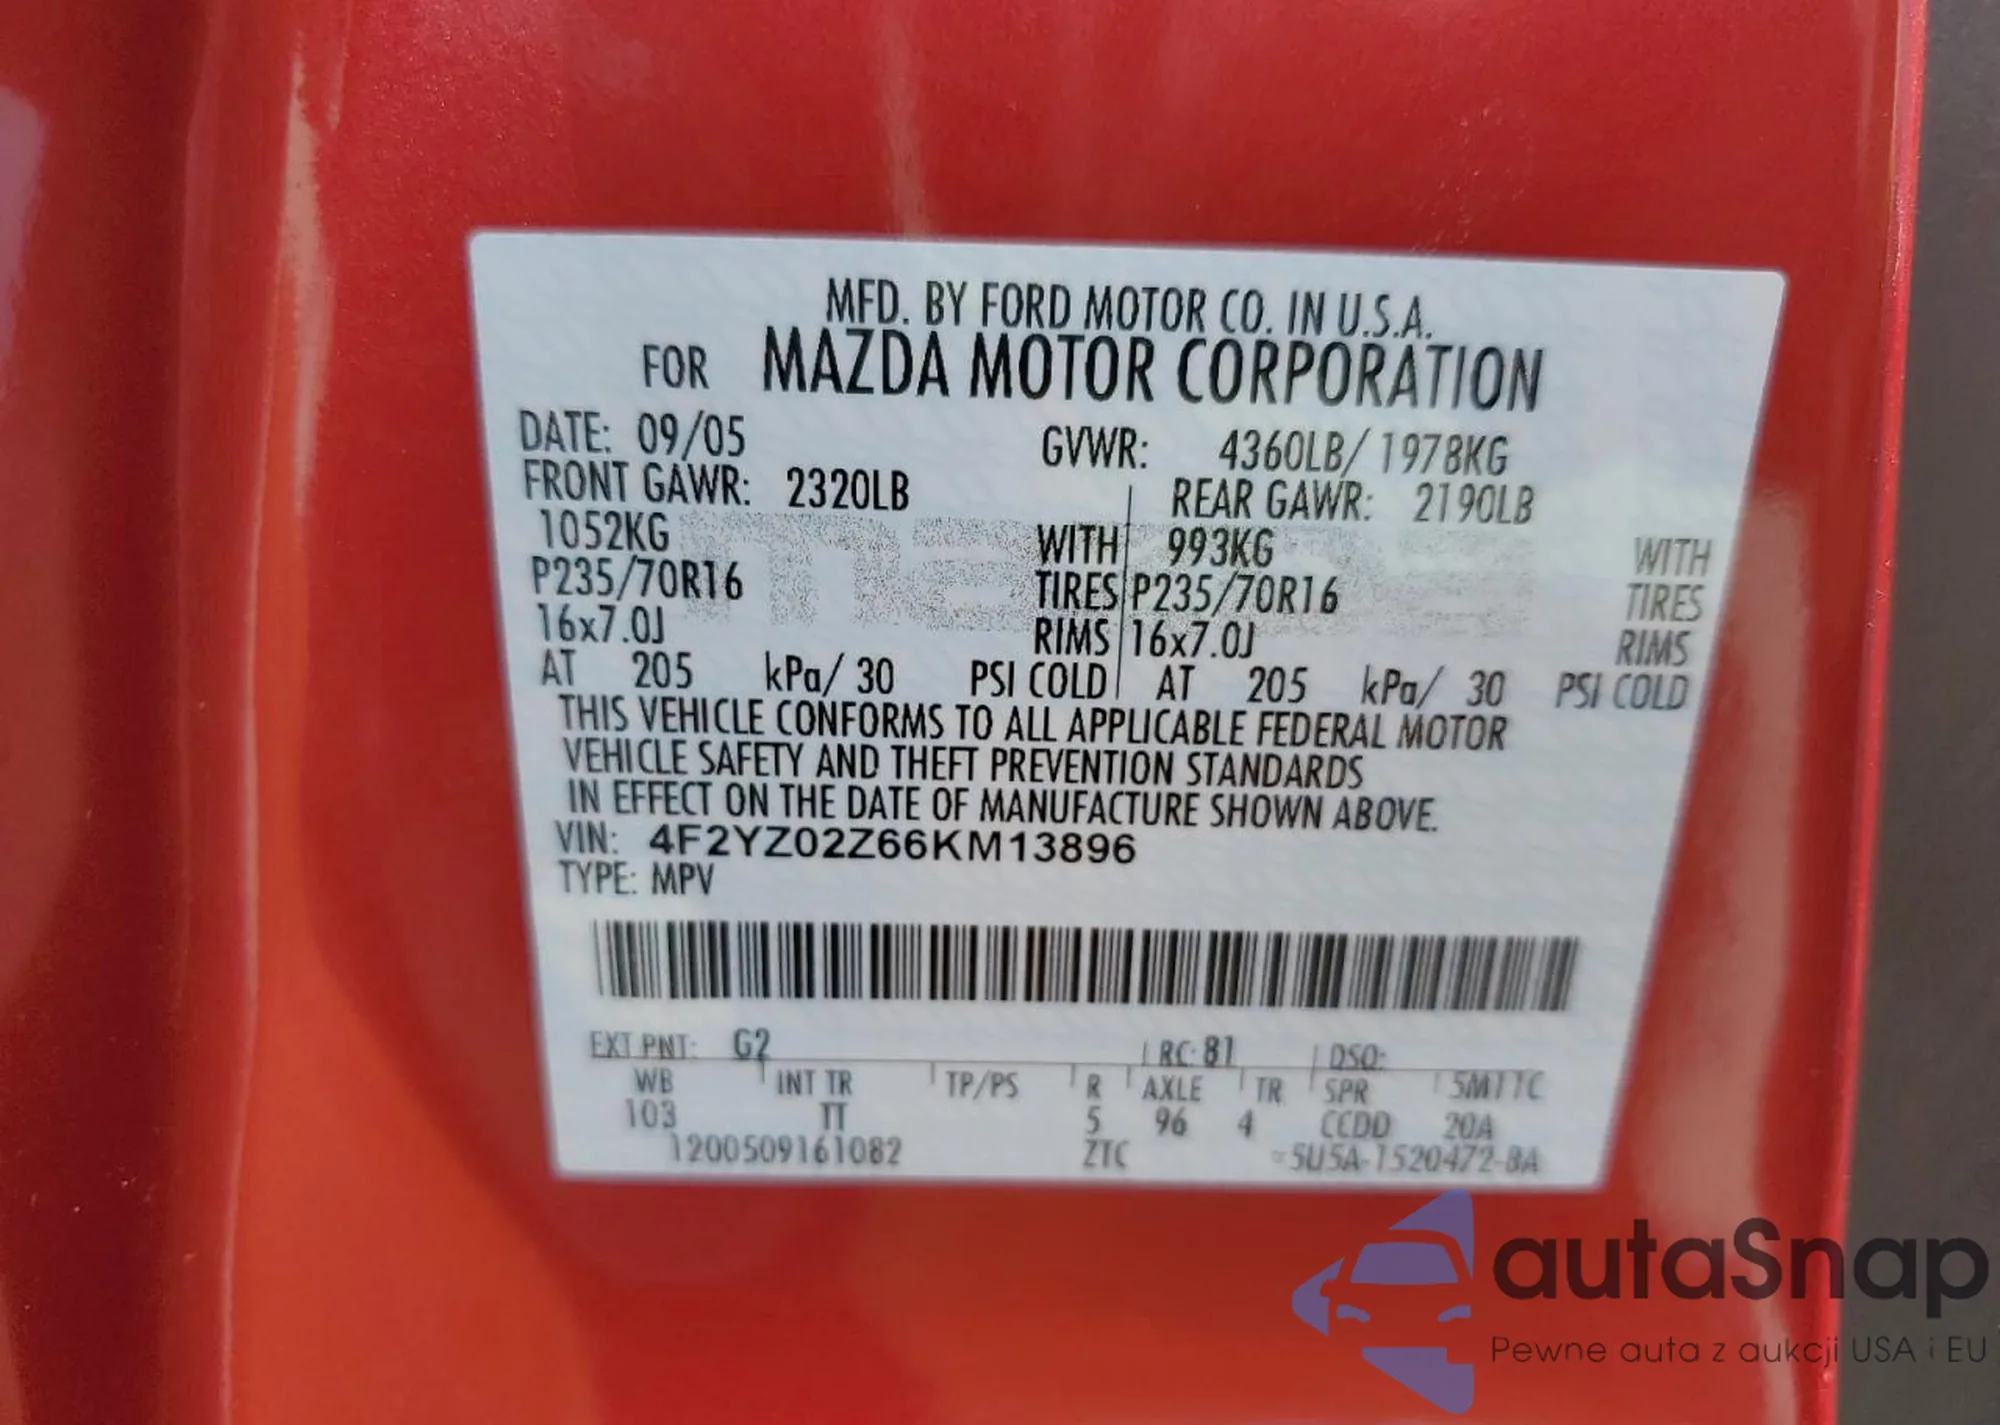 MFD. BY FORD MOTOR CO. IN U.S.A.
FOR MAZDA MOTOR CORPORATION
DATE: 09/05 GVWR: 4360LB/ 1978KG
FRONT GAWR: 2320LB REAR GAWR: 2190LB
1052KG WITH 993KG WITH
P235/70R16 TIRES P235/70R16 TIRES
16x7.0J RIMS 16x7.0J RIMS
AT 205 kPa/ 30 PSI COLD AT 205 kPa/ 30 PSI COLD
THIS VEHICLE CONFORMS TO ALL APPLICABLE FEDERAL MOTOR
VEHICLE SAFETY AND THEFT PREVENTION STANDARDS
IN EFFECT ON THE DATE OF MANUFACTURE SHOWN ABOVE.
VIN: 4F2YZ02Z66KM13896
TYPE: MPV
EXT PNT: G2 RC: 81 DSO:
WB INT TR TP/PS R AXLE TR SPR
103 TT 5 96 4 CCDD 20A
1200509161082 ZTC 5U5A-1520472-BA
autaSnap
Pewne auta z aukcji USA i EU